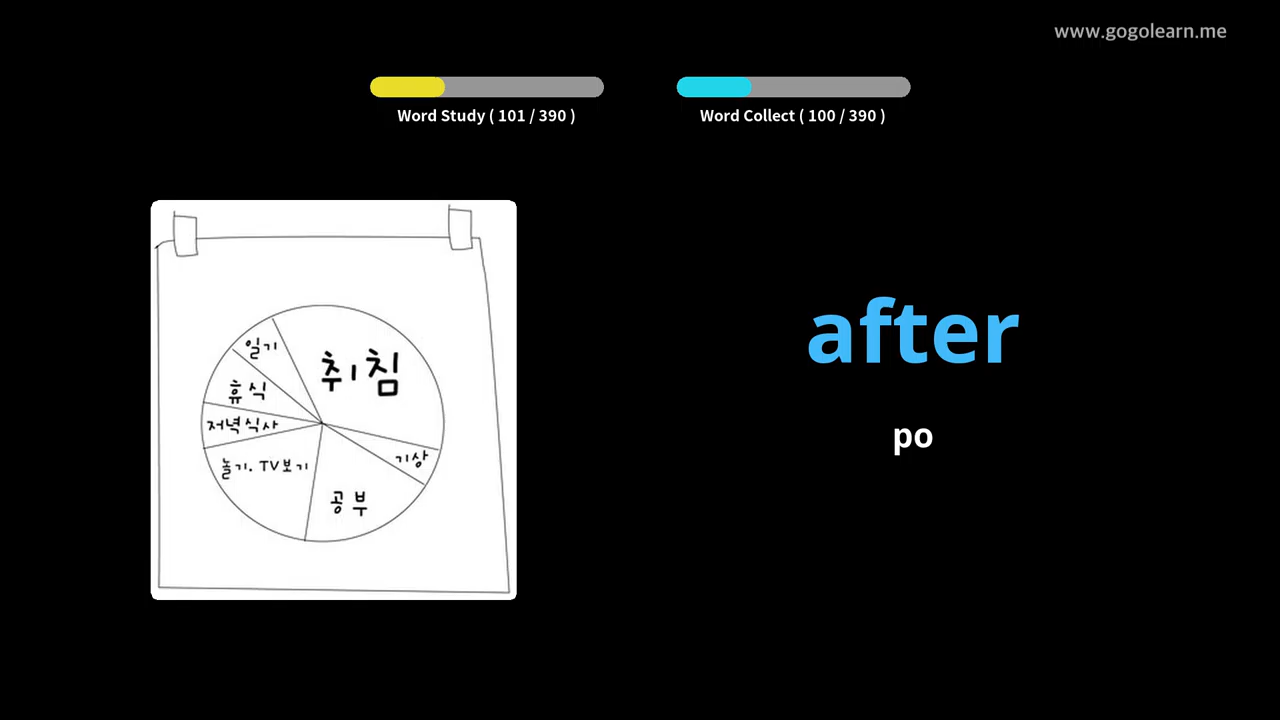 www.gogolearn.me
Word Study ( 101 / 390 )
Word Collect ( 100 / 390 )
일기
취침
휴식
저녁식사
놀기. TV보기
기상
공부
after
po